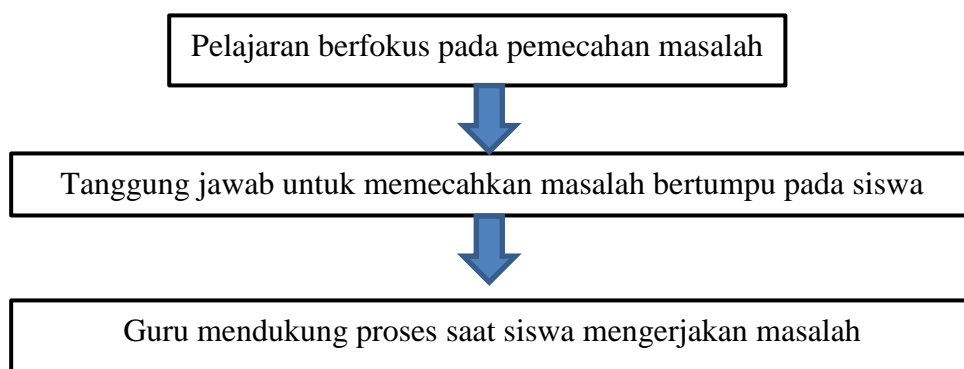 Pelajaran berfokus pada pemecahan masalah
Tanggung jawab untuk memecahkan masalah bertumpu pada siswa
Guru mendukung proses saat siswa mengerjakan masalah